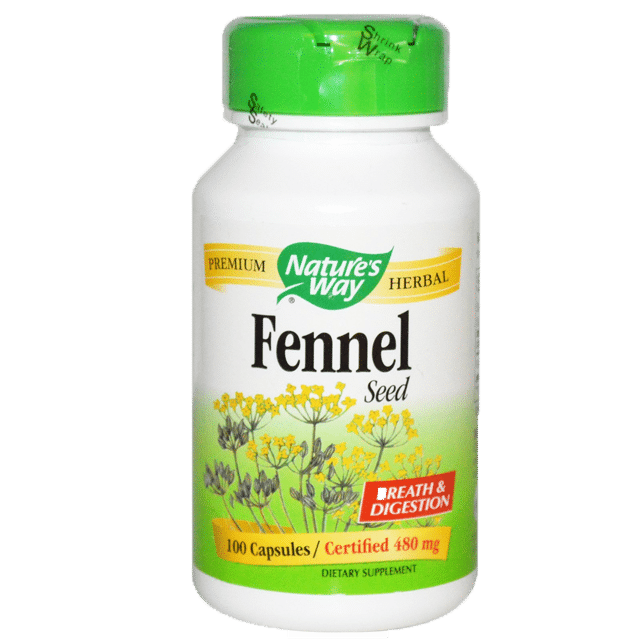 Shrink
Wrap
Safety
Seal
PREMIUM
Nature's
Way
®
HERBAL
Fennel
Seed
BREATH &
DIGESTION
100 Capsules / Certified 480 mg
DIETARY SUPPLEMENT